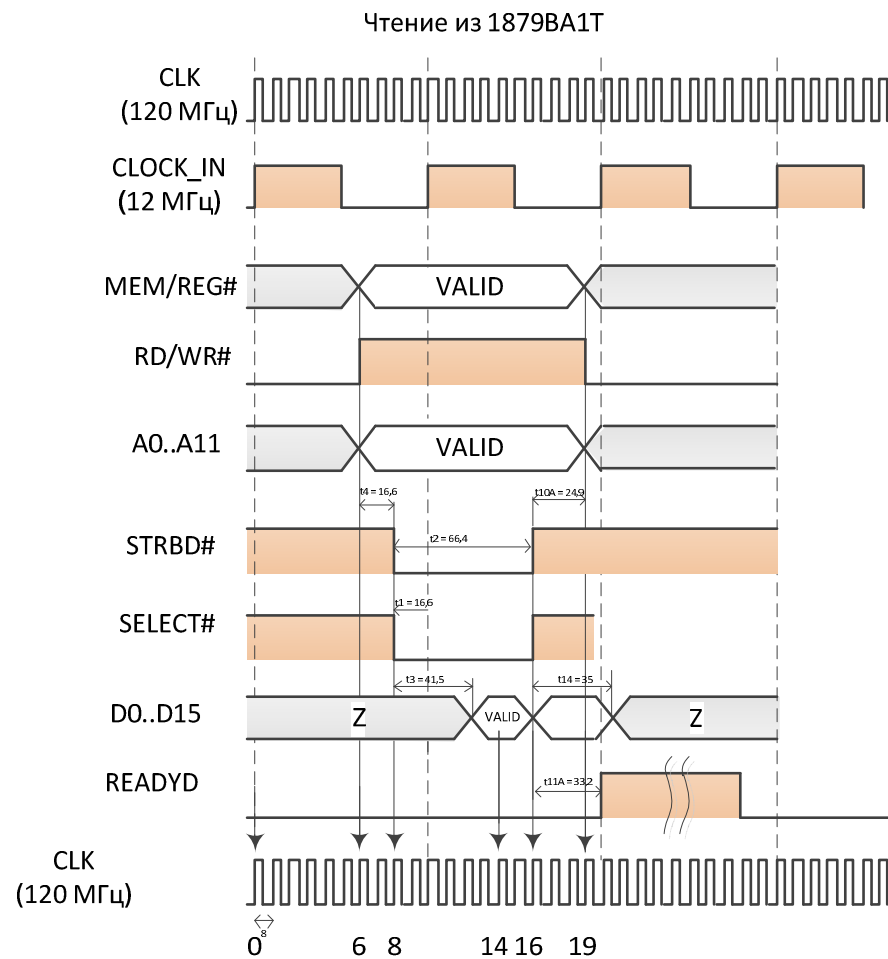 Чтение из 1879ВА1Т
CLK
(120 МГц)
CLOCK_IN
(12 МГц)
MEM/REG#
VALID
RD/WR#
A0..A11
VALID
t4 = 16,6
t10A = 24,9
STRBD#
t2 = 66,4
t1 = 16,6
SELECT#
t3 = 41,5
t14 = 35
D0..D15
Z
VALID
Z
READYD
t11A = 33,2
CLK
(120 МГц)
8
0 6 8 14 16 19